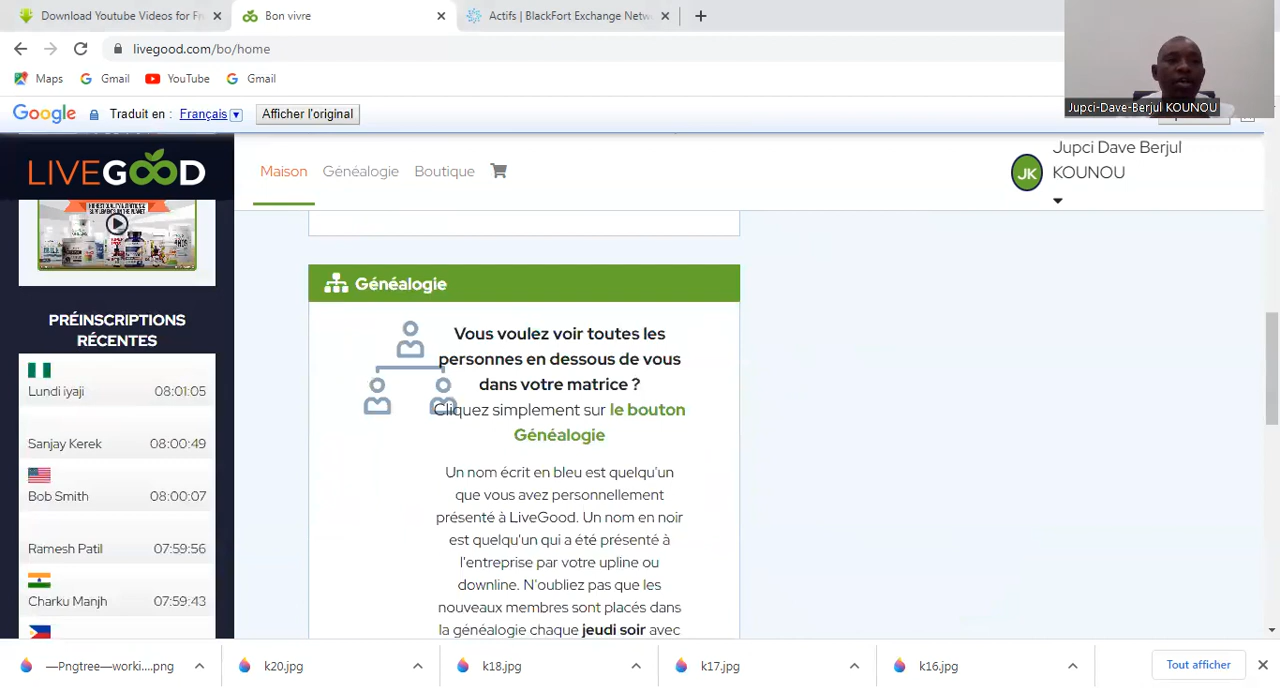 Download Youtube Videos for Fr
Bon vivre
Actifs | BlackFort Exchange Netw
livegood.com/bo/home
Maps
Gmail
YouTube
Gmail
Google
Traduit en :
Français
Afficher l'original
Jupci-Dave-Berjul KOUNOU
LIVEGOOD
Maison
Généalogie
Boutique
JK
Jupci Dave Berjul
KOUNOU
PRÉINSCRIPTIONS
RÉCENTES
Lundi iyaji 08:01:05
Sanjay Kerek 08:00:49
Bob Smith 08:00:07
Ramesh Patil 07:59:56
Charku Manjh 07:59:43
Généalogie
Vous voulez voir toutes les
personnes en dessous de vous
dans votre matrice ?
Cliquez simplement sur le bouton
Généalogie
Un nom écrit en bleu est quelqu'un
que vous avez personnellement
présenté à LiveGood. Un nom en noir
est quelqu'un qui a été présenté à
l'entreprise par votre upline ou
downline. N'oubliez pas que les
nouveaux membres sont placés dans
la généalogie chaque jeudi soir avec
—Pngtree—worki....png
k20.jpg
k18.jpg
k17.jpg
k16.jpg
Tout afficher